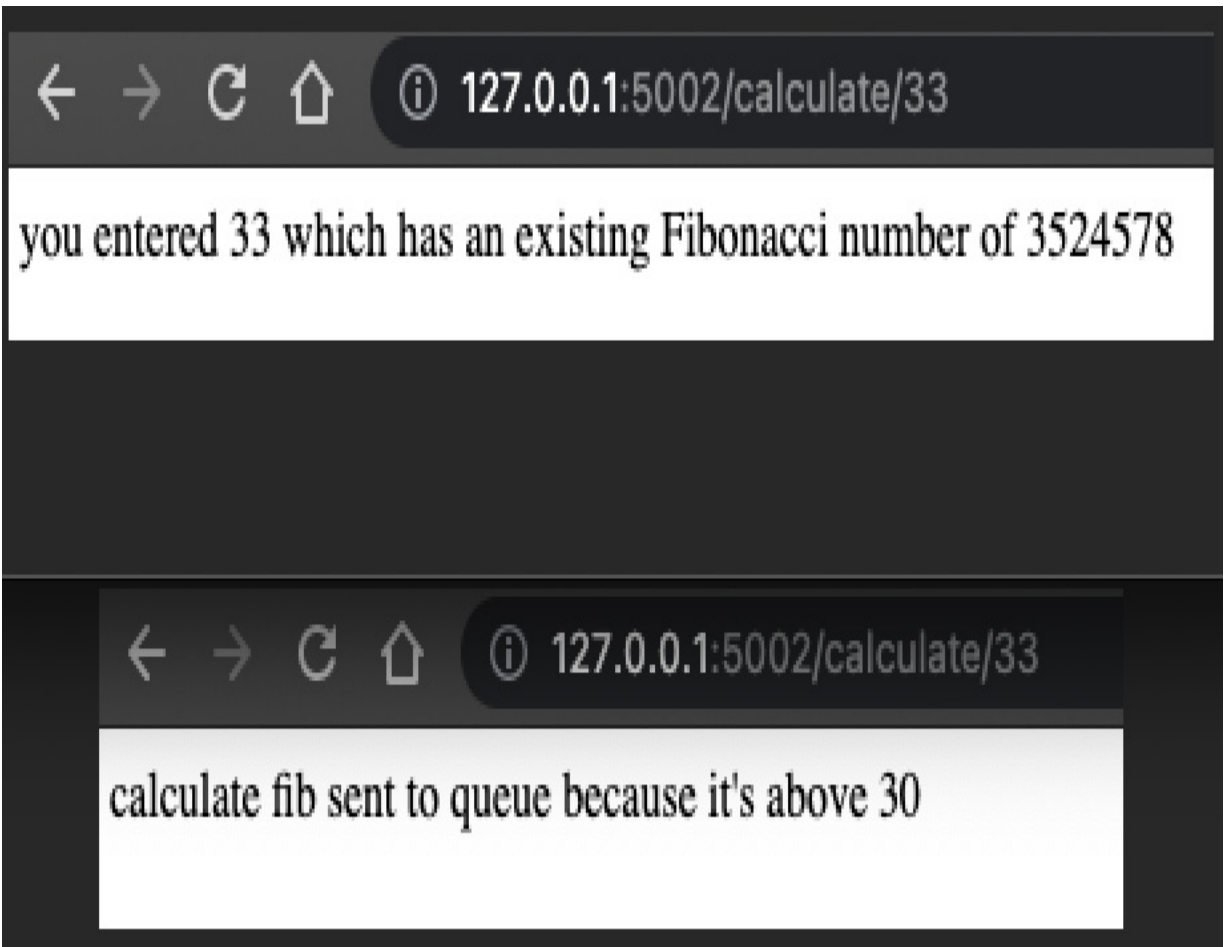 127.0.0.1:5002/calculate/33
you entered 33 which has an existing Fibonacci number of 3524578
127.0.0.1:5002/calculate/33
calculate fib sent to queue because it's above 30